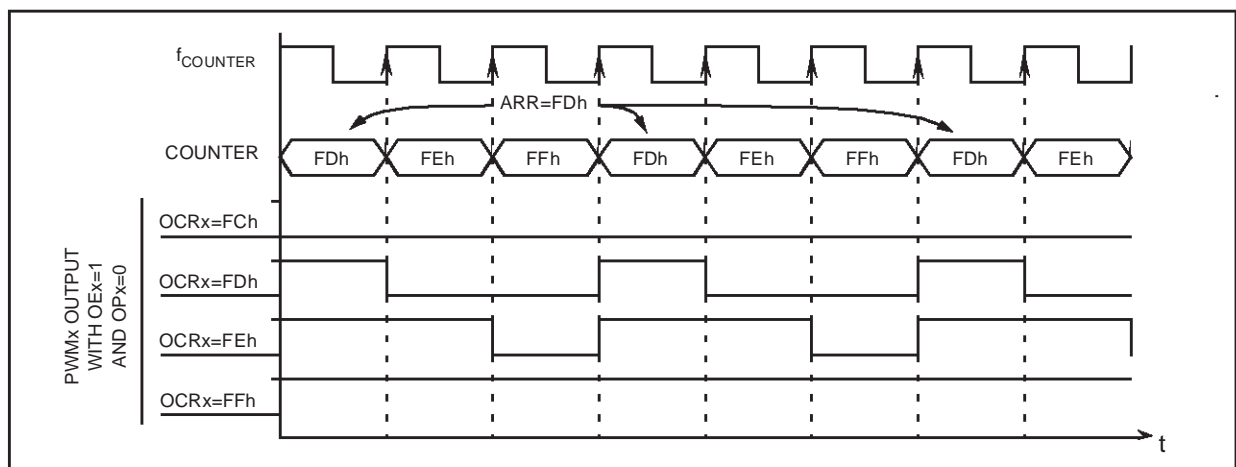 fCOUNTER
ARR=FDh
COUNTER
FDh FEh FFh FDh FEh FFh FDh FEh
PWMx OUTPUT
WITH OEx=1
AND OPx=0
OCRx=FCh
OCRx=FDh
OCRx=FEh
OCRx=FFh
t